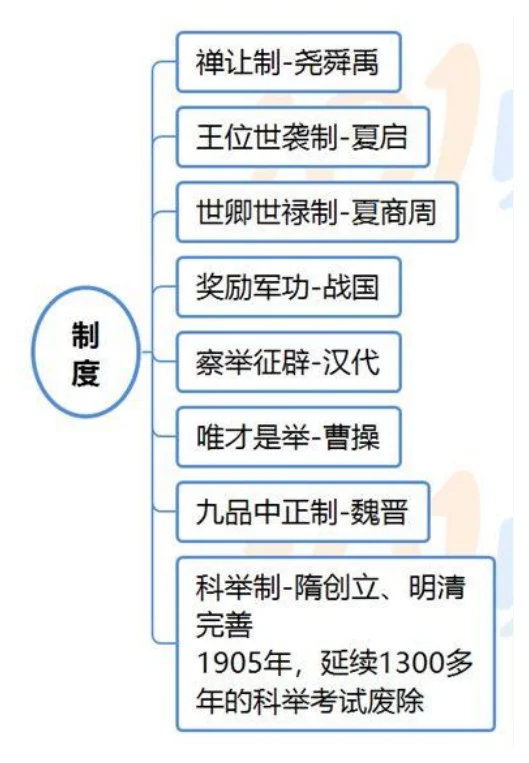 制
度
禅让制-尧舜禹
王位世袭制-夏启
世卿世禄制-夏商周
奖励军功-战国
察举征辟-汉代
唯才是举-曹操
九品中正制-魏晋
科举制-隋创立、明清
完善
1905年，延续1300多
年的科举考试废除